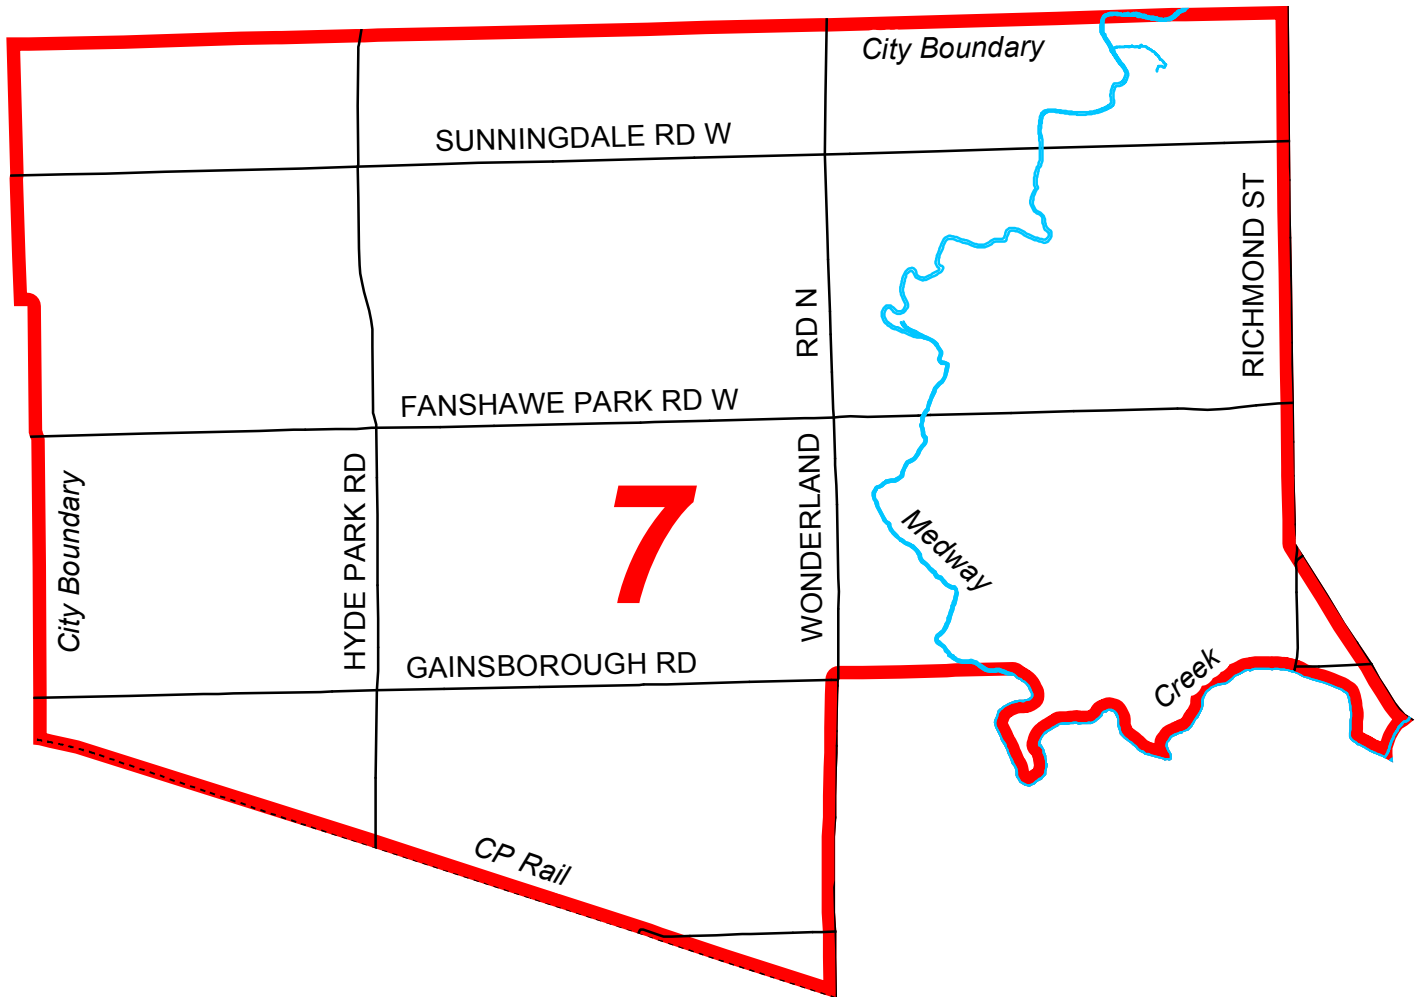 City Boundary
SUNNINGDALE RD W
RICHMOND ST
RD N
FANSHAWE PARK RD W
WONDERLAND
HYDE PARK RD
City Boundary
7
Medway
GAINSBOROUGH RD
Creek
CP Rail